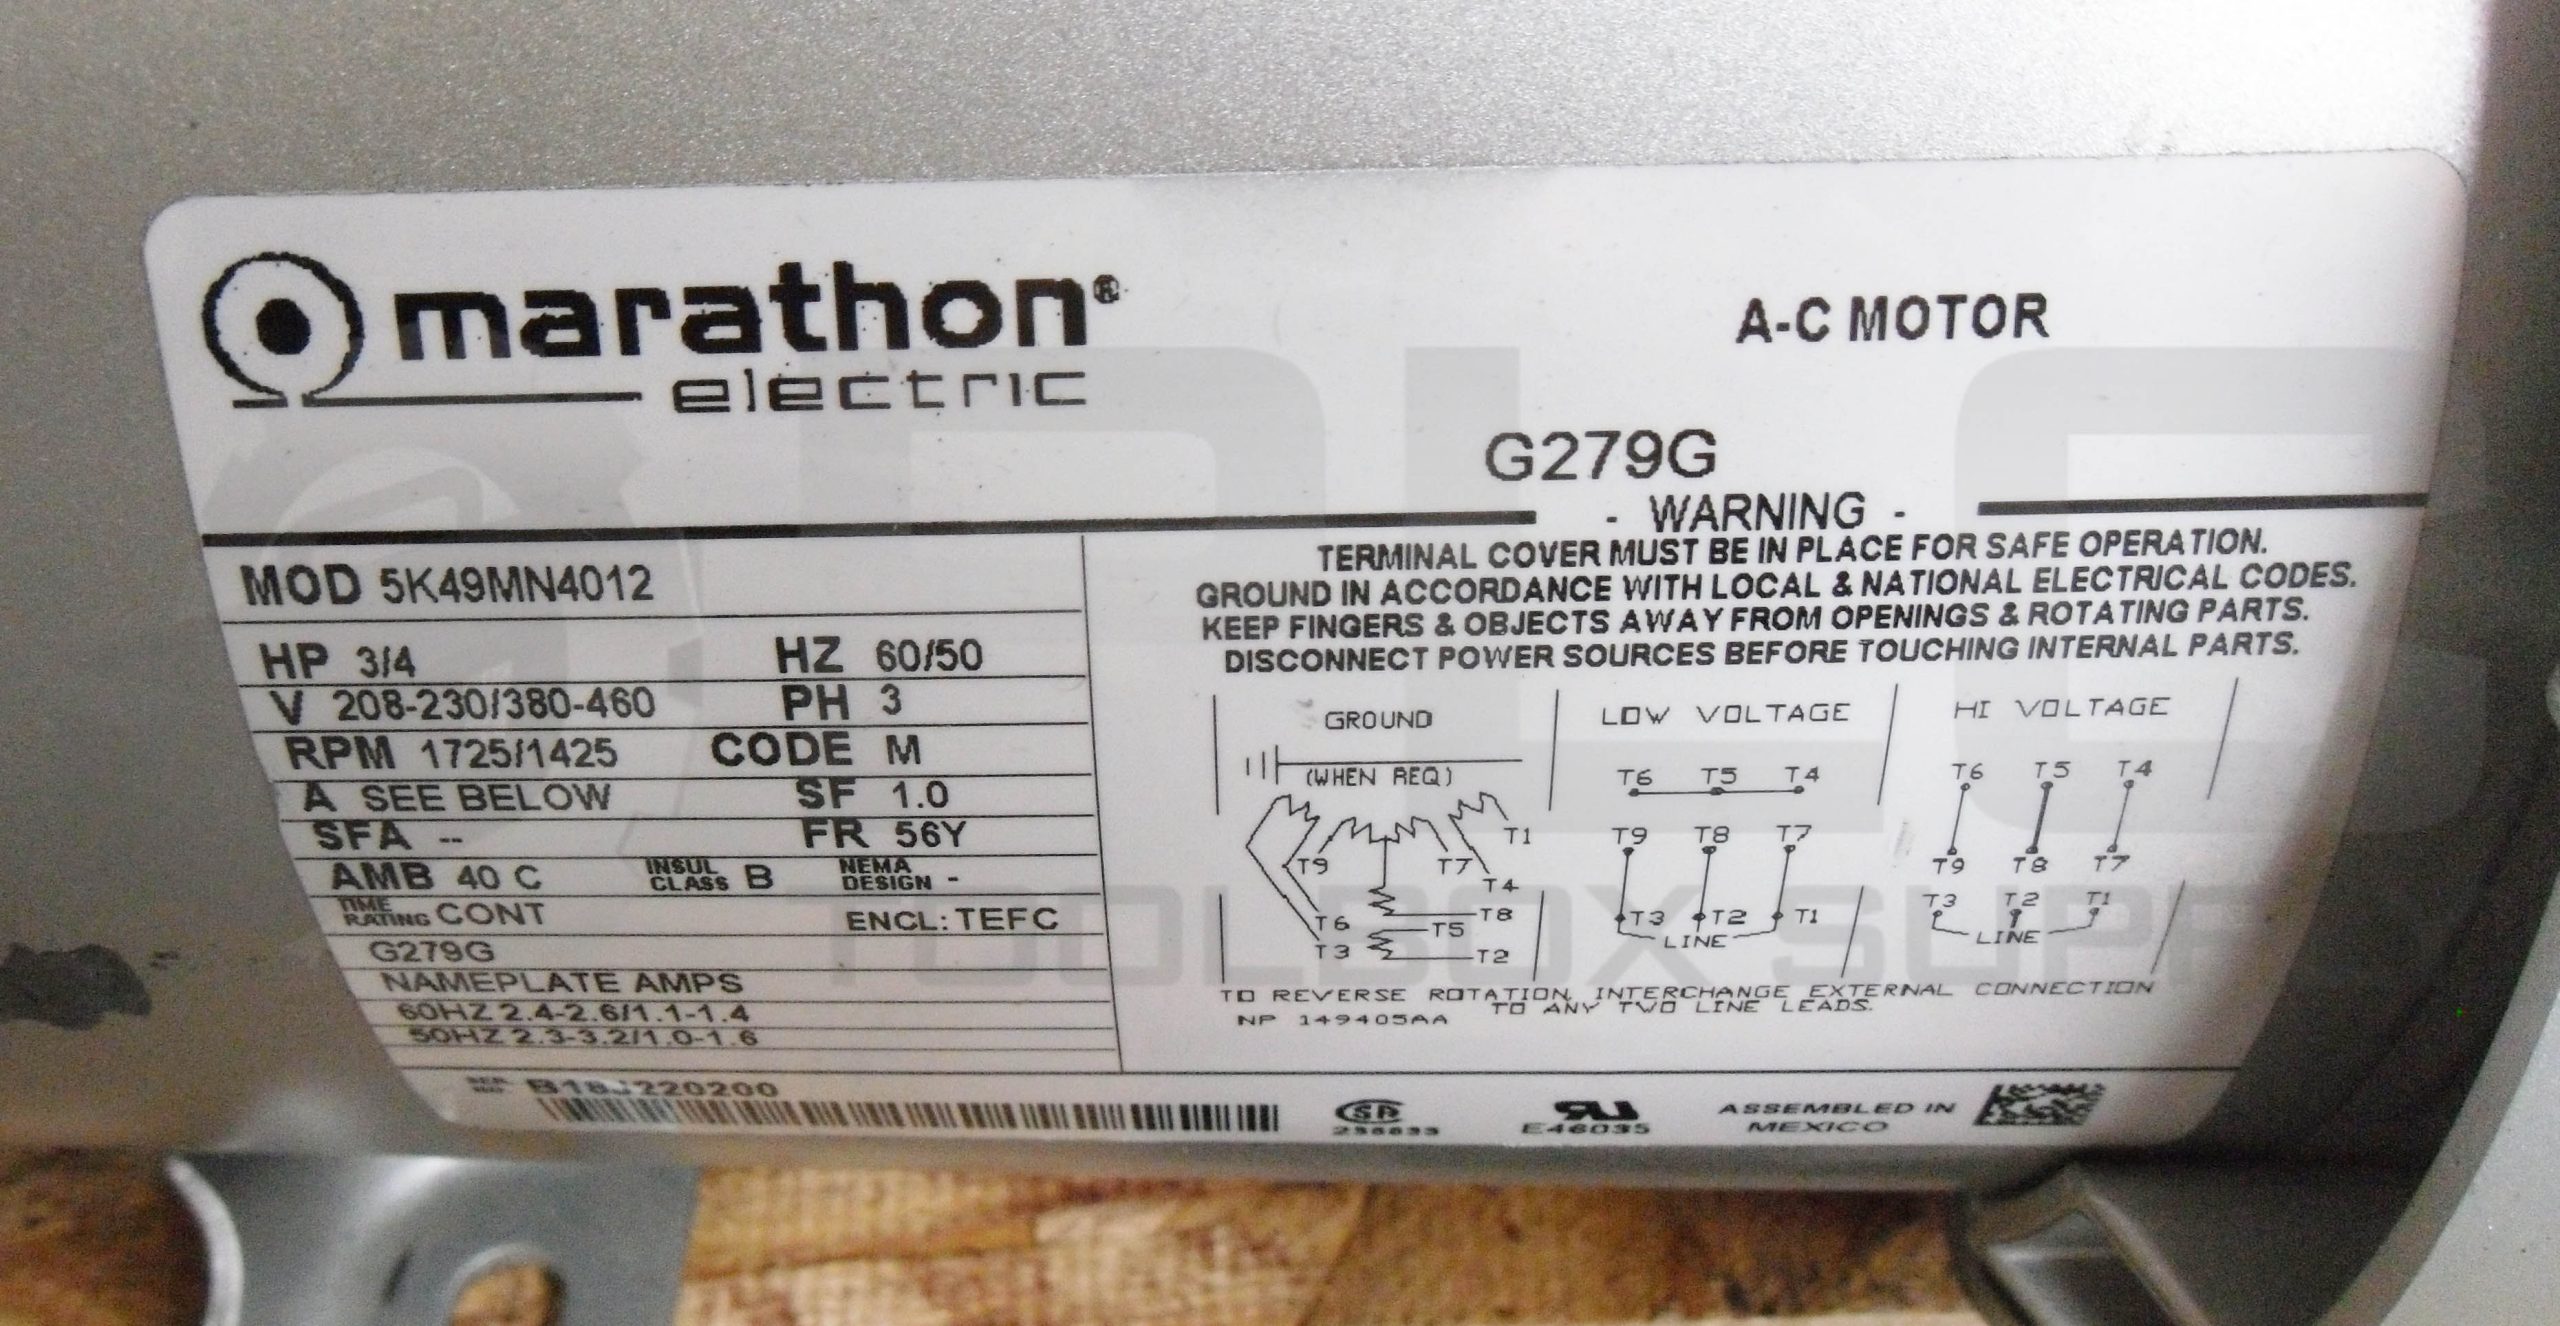 marathon®
electric
A-C MOTOR
G279G
- WARNING -
TERMINAL COVER MUST BE IN PLACE FOR SAFE OPERATION.
GROUND IN ACCORDANCE WITH LOCAL & NATIONAL ELECTRICAL CODES.
KEEP FINGERS & OBJECTS AWAY FROM OPENINGS & ROTATING PARTS.
DISCONNECT POWER SOURCES BEFORE TOUCHING INTERNAL PARTS.
MOD 5K49MN4012
HP 3/4 HZ 60/50
V 208-230/380-460 PH 3
RPM 1725/1425 CODE M
A SEE BELOW SF 1.0
SFA -- FR 56Y
AMB 40 C INSUL CLASS B NEMA DESIGN -
TIME RATING CONT ENCL: TEFC
G279G
NAMEPLATE AMPS
60HZ 2.4-2.6/1.1-1.4
50HZ 2.3-3.2/1.0-1.6
GROUND
(WHEN REQ)
T1
T9 T7
T4
T6 T8
T5
T3 T2
LOW VOLTAGE
T6 T5 T4
T9 T8 T7
T3 T2 T1
LINE
HI VOLTAGE
T6 T5 T4
T9 T8 T7
T3 T2 T1
LINE
TO REVERSE ROTATION, INTERCHANGE EXTERNAL CONNECTION
TO ANY TWO LINE LEADS.
NP 149405AA
SER. NO. B18J220200
E46035
ASSEMBLED IN
MEXICO
TOOLBOX SUPP